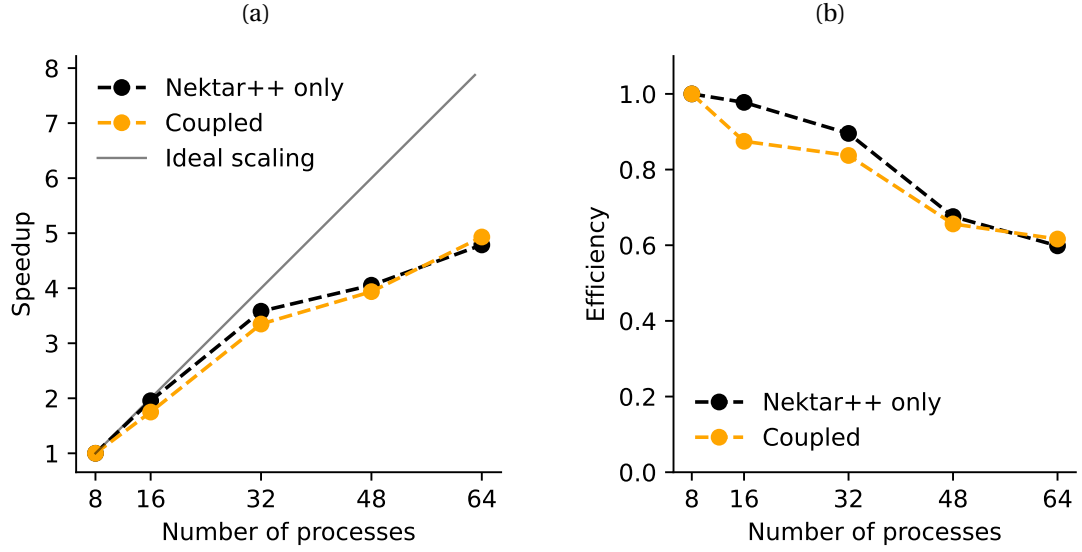 (a)
Speedup
8
7
6
5
4
3
2
1
Nektar++ only
Coupled
Ideal scaling
8 16 32 48 64
Number of processes
(b)
Efficiency
1.0
0.8
0.6
0.4
0.2
0.0
Nektar++ only
Coupled
8 16 32 48 64
Number of processes